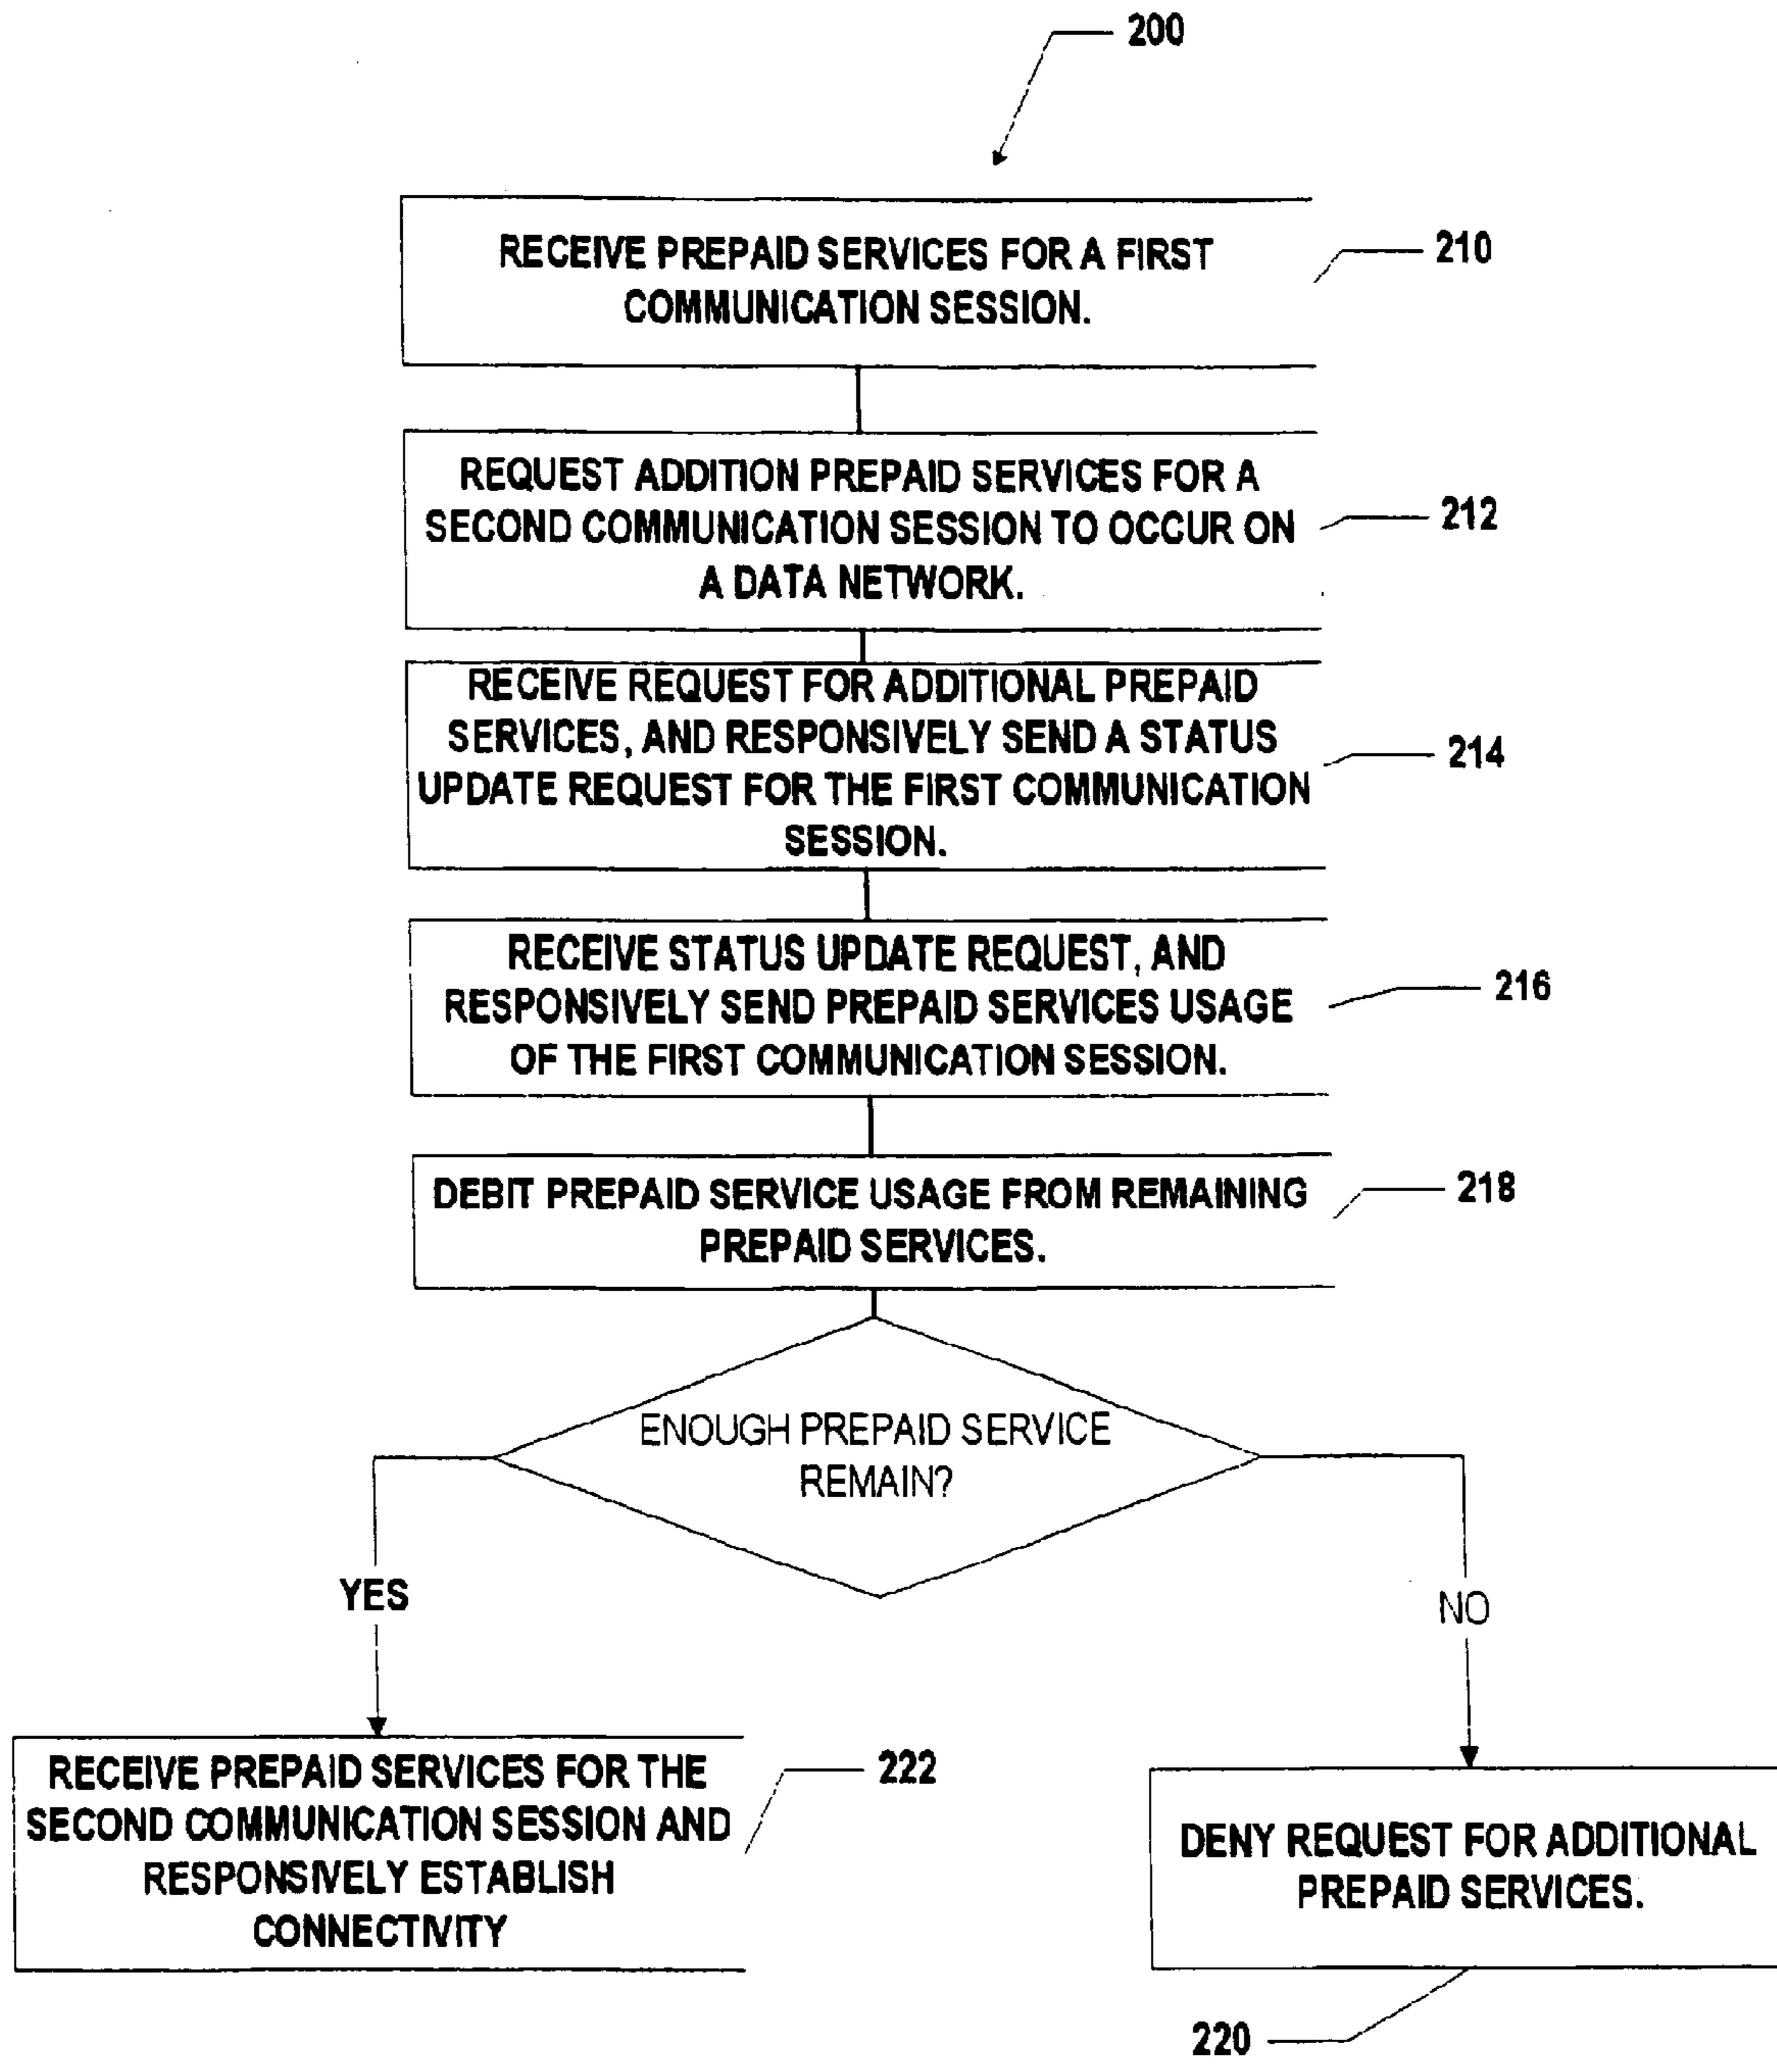 200
RECEIVE PREPAID SERVICES FOR A FIRST
COMMUNICATION SESSION.
210
REQUEST ADDITION PREPAID SERVICES FOR A
SECOND COMMUNICATION SESSION TO OCCUR ON
A DATA NETWORK.
212
RECEIVE REQUEST FOR ADDITIONAL PREPAID
SERVICES, AND RESPONSIVELY SEND A STATUS
UPDATE REQUEST FOR THE FIRST COMMUNICATION
SESSION.
214
RECEIVE STATUS UPDATE REQUEST, AND
RESPONSIVELY SEND PREPAID SERVICES USAGE
OF THE FIRST COMMUNICATION SESSION.
216
DEBIT PREPAID SERVICE USAGE FROM REMAINING
PREPAID SERVICES.
218
ENOUGH PREPAID SERVICE
REMAIN?
YES
NO
RECEIVE PREPAID SERVICES FOR THE
SECOND COMMUNICATION SESSION AND
RESPONSIVELY ESTABLISH
CONNECTIVITY
222
DENY REQUEST FOR ADDITIONAL
PREPAID SERVICES.
220